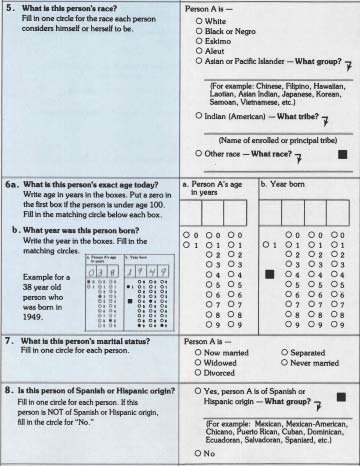 5. What is this person's race?
Fill in one circle for the race each person
considers himself or herself to be.
Person A is —
White
Black or Negro
Eskimo
Aleut
Asian or Pacific Islander — What group?
(For example: Chinese, Filipino, Hawaiian,
Laotian, Asian Indian, Japanese, Korean,
Samoan, Vietnamese, etc.)
Indian (American) — What tribe?
(Name of enrolled or principal tribe)
Other race — What race?
6a. What is this person's exact age today?
Write age in years in the boxes. Put a zero in
the first box if the person is under age 100.
Fill in the matching circle below each box.
b. What year was this person born?
Write the year in the boxes. Fill in the
matching circles.
Example for a
38 year old
person who
was born in
1949.
a. Person A's age
in years
b. Year born
0 3 8
1 9 4 9
a. Person A's age
in years
b. Year born
0 0 0 0 0
1 1 1 1 1 1
2 2 2 2
3 3 3 3
4 4 4 4
5 5 5 5
6 6 6 6
7 7 7 7
8 8 8 8
9 9 9 9
7. What is this person's marital status?
Fill in one circle for each person.
Person A is —
Now married
Widowed
Divorced
Separated
Never married
8. Is this person of Spanish or Hispanic origin?
Fill in one circle for each person. If this
person is NOT of Spanish or Hispanic origin,
fill in the circle for "No."
Yes, person A is of Spanish or
Hispanic origin — What group?
(For example: Mexican, Mexican-American,
Chicano, Puerto Rican, Cuban, Dominican,
Ecuadoran, Salvadoran, Spaniard, etc.)
No